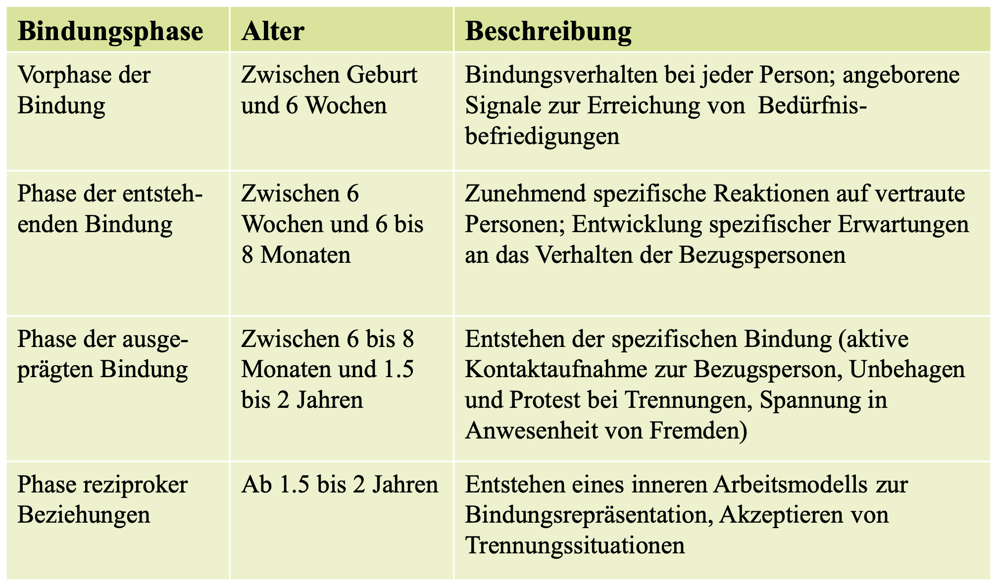 Bindungsphase
Alter
Beschreibung
Vorphase der
Bindung
Zwischen Geburt
und 6 Wochen
Bindungsverhalten bei jeder Person; angeborene
Signale zur Erreichung von  Bedürfnis-
befriedigungen
Phase der entsteh-
enden Bindung
Zwischen 6
Wochen und 6 bis
8 Monaten
Zunehmend spezifische Reaktionen auf vertraute
Personen; Entwicklung spezifischer Erwartungen
an das Verhalten der Bezugspersonen
Phase der ausge-
prägten Bindung
Zwischen 6 bis 8
Monaten und 1.5
bis 2 Jahren
Entstehen der spezifischen Bindung (aktive
Kontaktaufnahme zur Bezugsperson, Unbehagen
und Protest bei Trennungen, Spannung in
Anwesenheit von Fremden)
Phase reziproker
Beziehungen
Ab 1.5 bis 2 Jahren
Entstehen eines inneren Arbeitsmodells zur
Bindungsrepräsentation, Akzeptieren von
Trennungssituationen